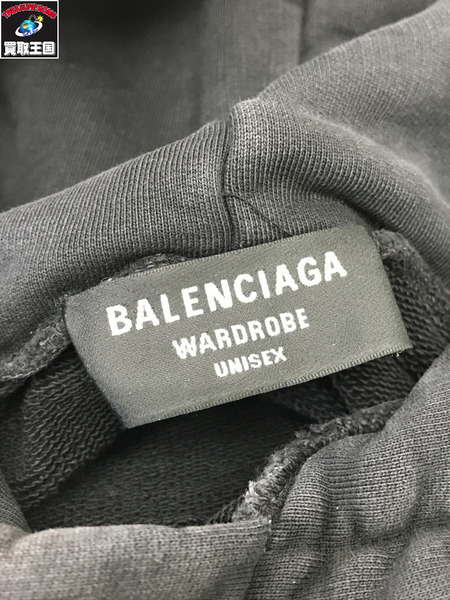 買取王国
BALENCIAGA
WARDROBE
UNISEX